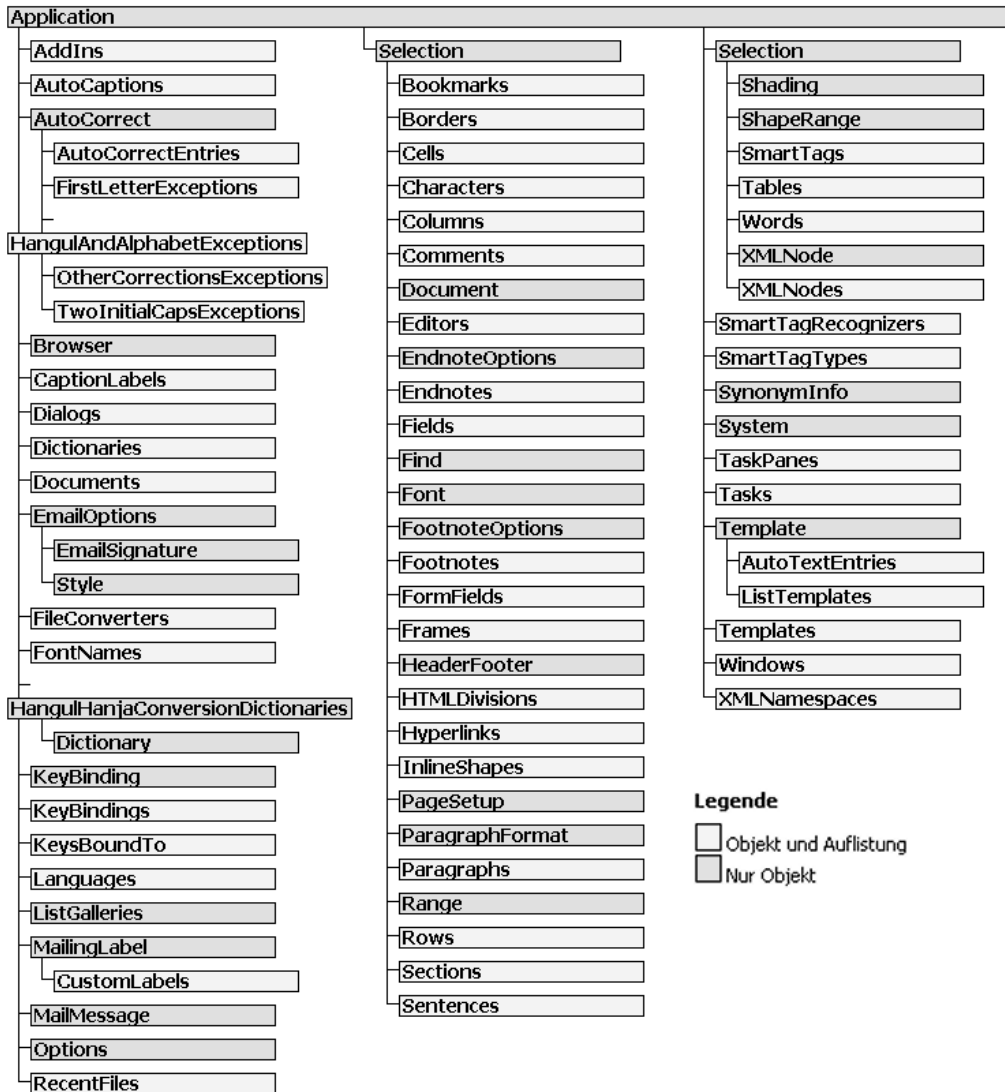 Application
AddIns
AutoCaptions
AutoCorrect
AutoCorrectEntries
FirstLetterExceptions
HangulAndAlphabetExceptions
OtherCorrectionsExceptions
TwoInitialCapsExceptions
Browser
CaptionLabels
Dialogs
Dictionaries
Documents
EmailOptions
EmailSignature
Style
FileConverters
FontNames
HangulHanjaConversionDictionaries
Dictionary
KeyBinding
KeyBindings
KeysBoundTo
Languages
ListGalleries
MailingLabel
CustomLabels
MailMessage
Options
RecentFiles
Selection
Bookmarks
Borders
Cells
Characters
Columns
Comments
Document
Editors
EndnoteOptions
Endnotes
Fields
Find
Font
FootnoteOptions
Footnotes
FormFields
Frames
HeaderFooter
HTMLDivisions
Hyperlinks
InlineShapes
PageSetup
ParagraphFormat
Paragraphs
Range
Rows
Sections
Sentences
Selection
Shading
ShapeRange
SmartTags
Tables
Words
XMLNode
XMLNodes
SmartTagRecognizers
SmartTagTypes
SynonymInfo
System
TaskPanes
Tasks
Template
AutoTextEntries
ListTemplates
Templates
Windows
XMLNamespaces
Legende
Objekt und Auflistung
Nur Objekt